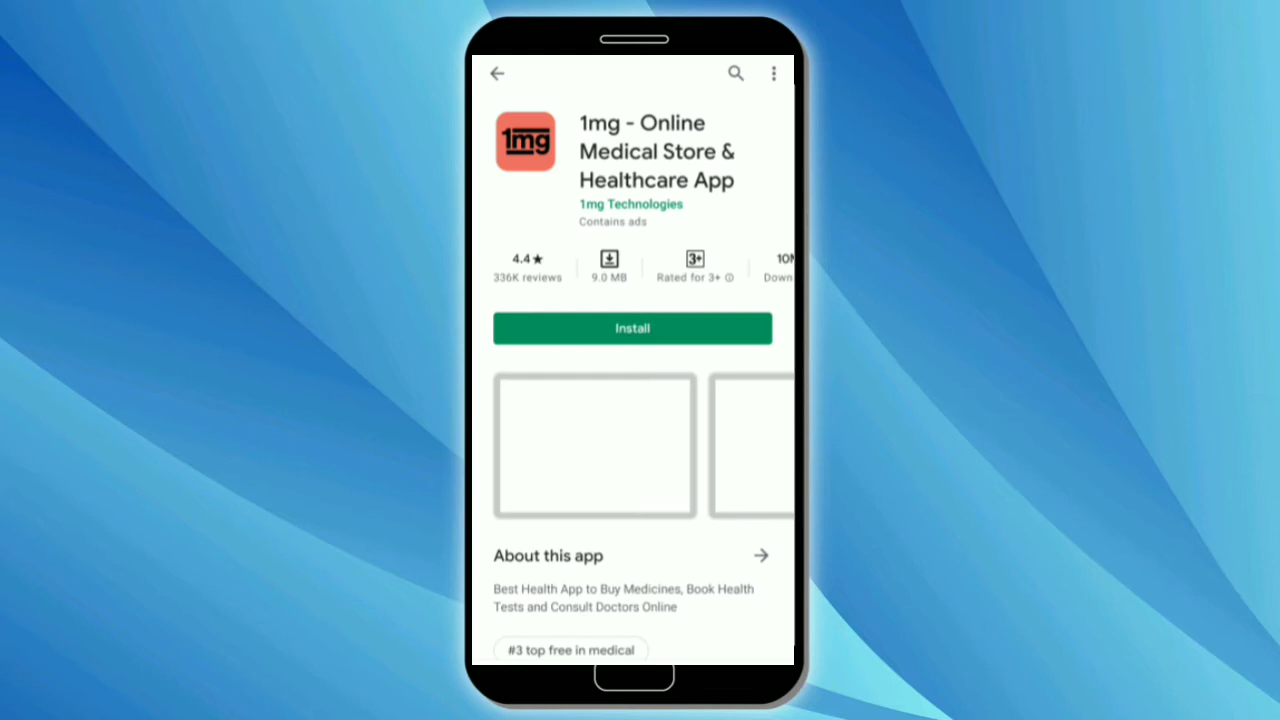 1mg
1mg - Online
Medical Store &
Healthcare App
1mg Technologies
Contains ads
4.4★
336K reviews
9.0 MB
3+
Rated for 3+
10
Down
Install
About this app
Best Health App to Buy Medicines, Book Health
Tests and Consult Doctors Online
#3 top free in medical